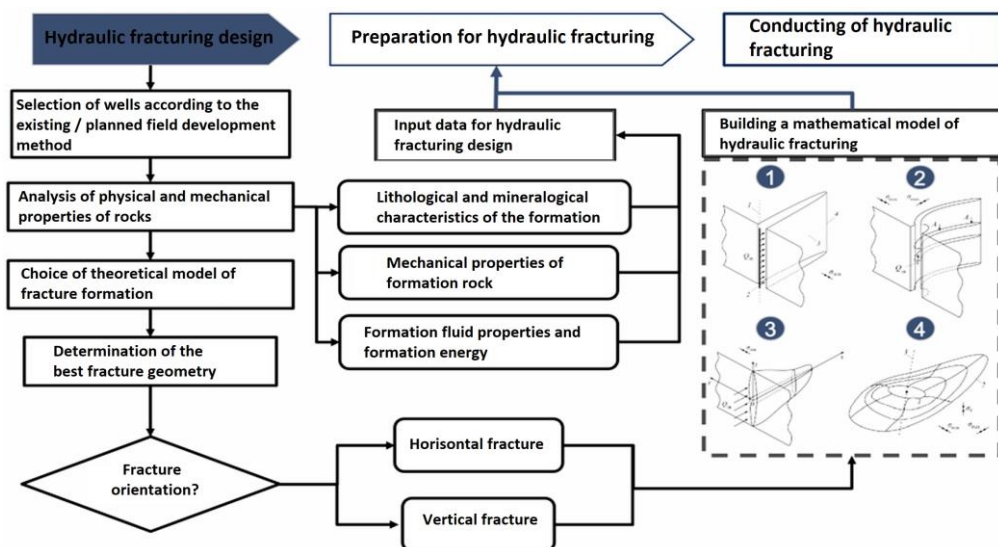 Hydraulic fracturing design
Preparation for hydraulic fracturing
Conducting of hydraulic
fracturing
Selection of wells according to the
existing / planned field development
method
Input data for hydraulic
fracturing design
Building a mathematical model of
hydraulic fracturing
Analysis of physical and mechanical
properties of rocks
Lithological and mineralogical
characteristics of the formation
Mechanical properties of
formation rock
Formation fluid properties and
formation energy
Choice of theoretical model of
fracture formation
Determination of the
best fracture geometry
Fracture
orientation?
Horisontal fracture
Vertical fracture
1
2
3
4